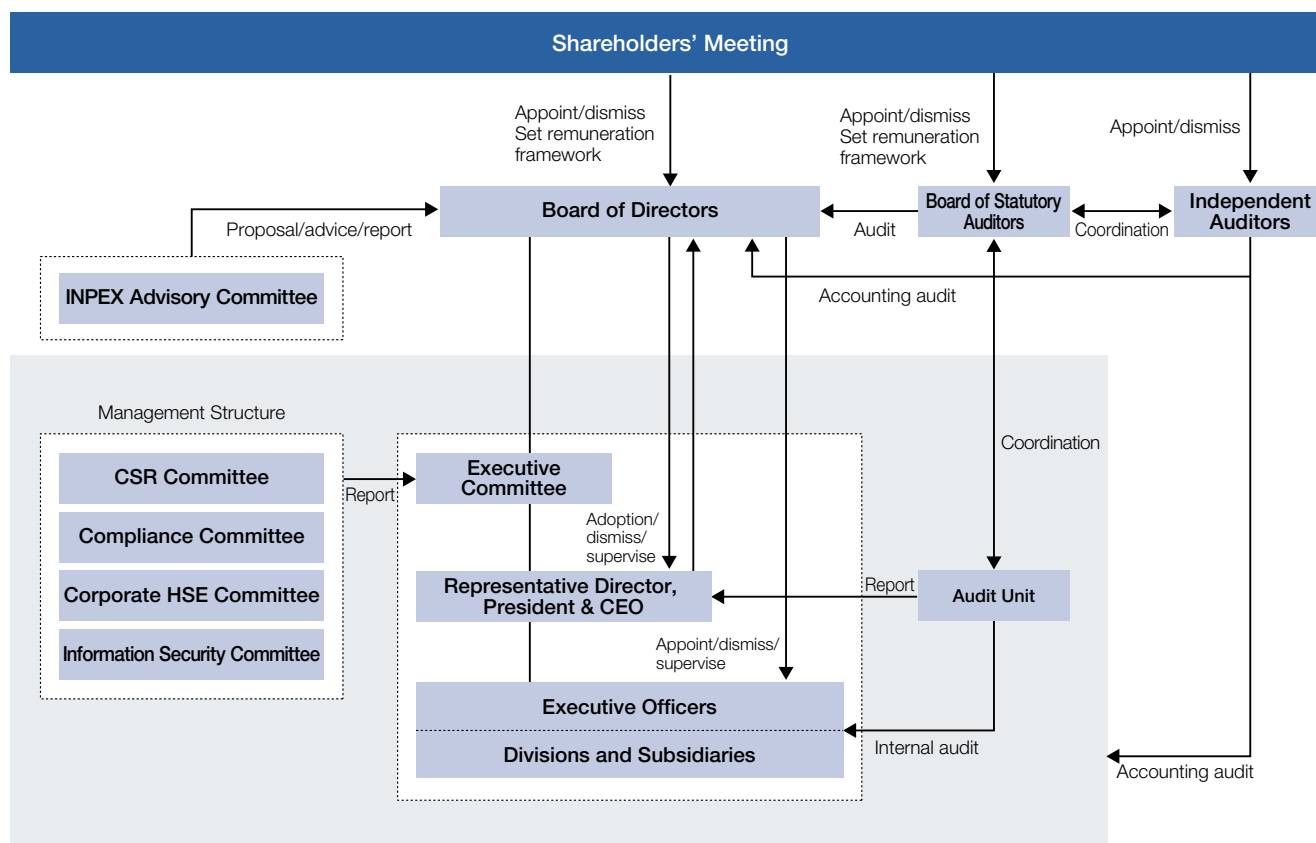 Shareholders’ Meeting
Appoint/dismiss
Set remuneration
framework
Appoint/dismiss
Set remuneration
framework
Appoint/dismiss
Board of Directors
Board of Statutory
Auditors
Independent
Auditors
Proposal/advice/report
Audit
Coordination
INPEX Advisory Committee
Accounting audit
Management Structure
Coordination
CSR Committee
Compliance Committee
Corporate HSE Committee
Information Security Committee
Report
Executive
Committee
Adoption/
dismiss/
supervise
Representative Director,
President & CEO
Report
Audit Unit
Appoint/dismiss/
supervise
Executive Officers
Divisions and Subsidiaries
Internal audit
Accounting audit